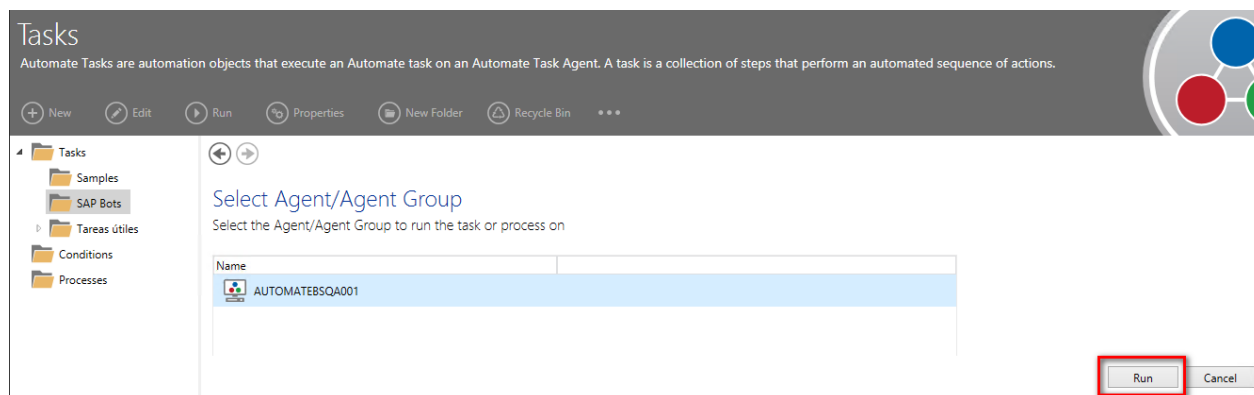 Tasks
Automate Tasks are automation objects that execute an Automate task on an Automate Task Agent. A task is a collection of steps that perform an automated sequence of actions.
New Edit Run Properties New Folder Recycle Bin
Tasks
Samples
SAP Bots
Tareas útiles
Conditions
Processes
Select Agent/Agent Group
Select the Agent/Agent Group to run the task or process on
Name
AUTOMATEBSQA001
Run Cancel